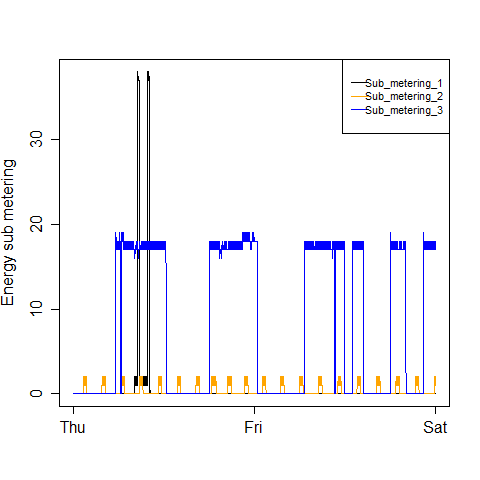 Sub_metering_1
Sub_metering_2
Sub_metering_3
Energy sub metering
30
20
10
0
Thu Fri Sat